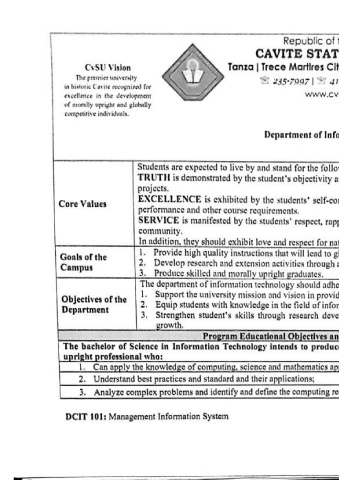 Republic of
CvSU Vision
CAVITE STAT
The premier university
Tanza | Trece Martires Cit
in historic Cavite recognized for
☏ 235-7997 | ☏ 41
excellence in the development
www.cv
of morally upright and globally
competitive individuals.
Department of Info
Core Values
Students are expected to live by and stand for the follow
TRUTH is demonstrated by the student's objectivity a
projects.
EXCELLENCE is exhibited by the students' self-con
performance and other course requirements.
SERVICE is manifested by the students' respect, rapp
community.
In addition, they should exhibit love and respect for nat
Goals of the
Campus
1. Provide high quality instructions that will lead to gl
2. Develop research and extension activities through a
3. Produce skilled and morally upright graduates.
Objectives of the
Department
The department of information technology should adhe
1. Support the university mission and vision in provid
2. Equip students with knowledge in the field of infor
3. Strengthen student's skills through research deve
growth.
Program Educational Objectives an
The bachelor of Science in Information Technology intends to produc
upright professional who:
1. Can apply the knowledge of computing, science and mathematics ap
2. Understand best practices and standard and their applications;
3. Analyze complex problems and identify and define the computing re
DCIT 101: Management Information System